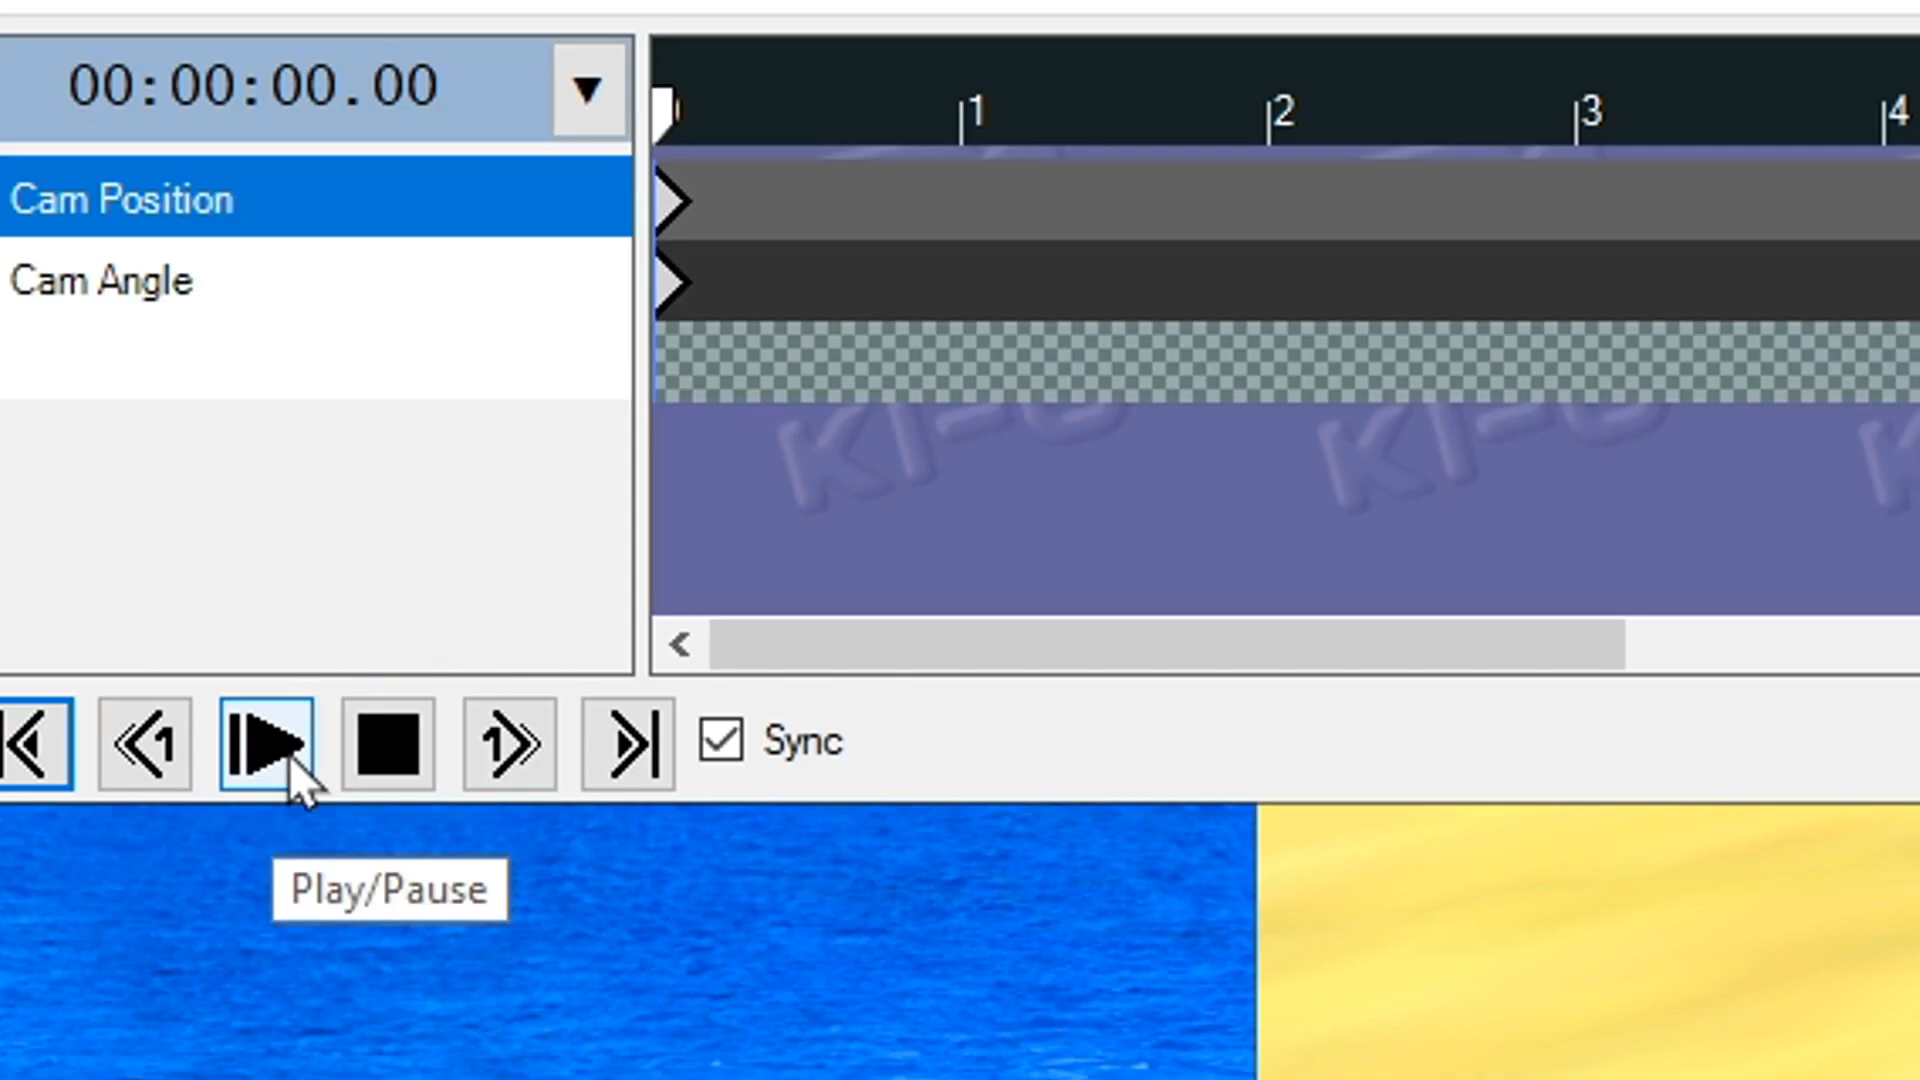 00:00:00.00 ▼
1 2 3 4
Cam Position
Cam Angle
1 1 Sync
Play/Pause